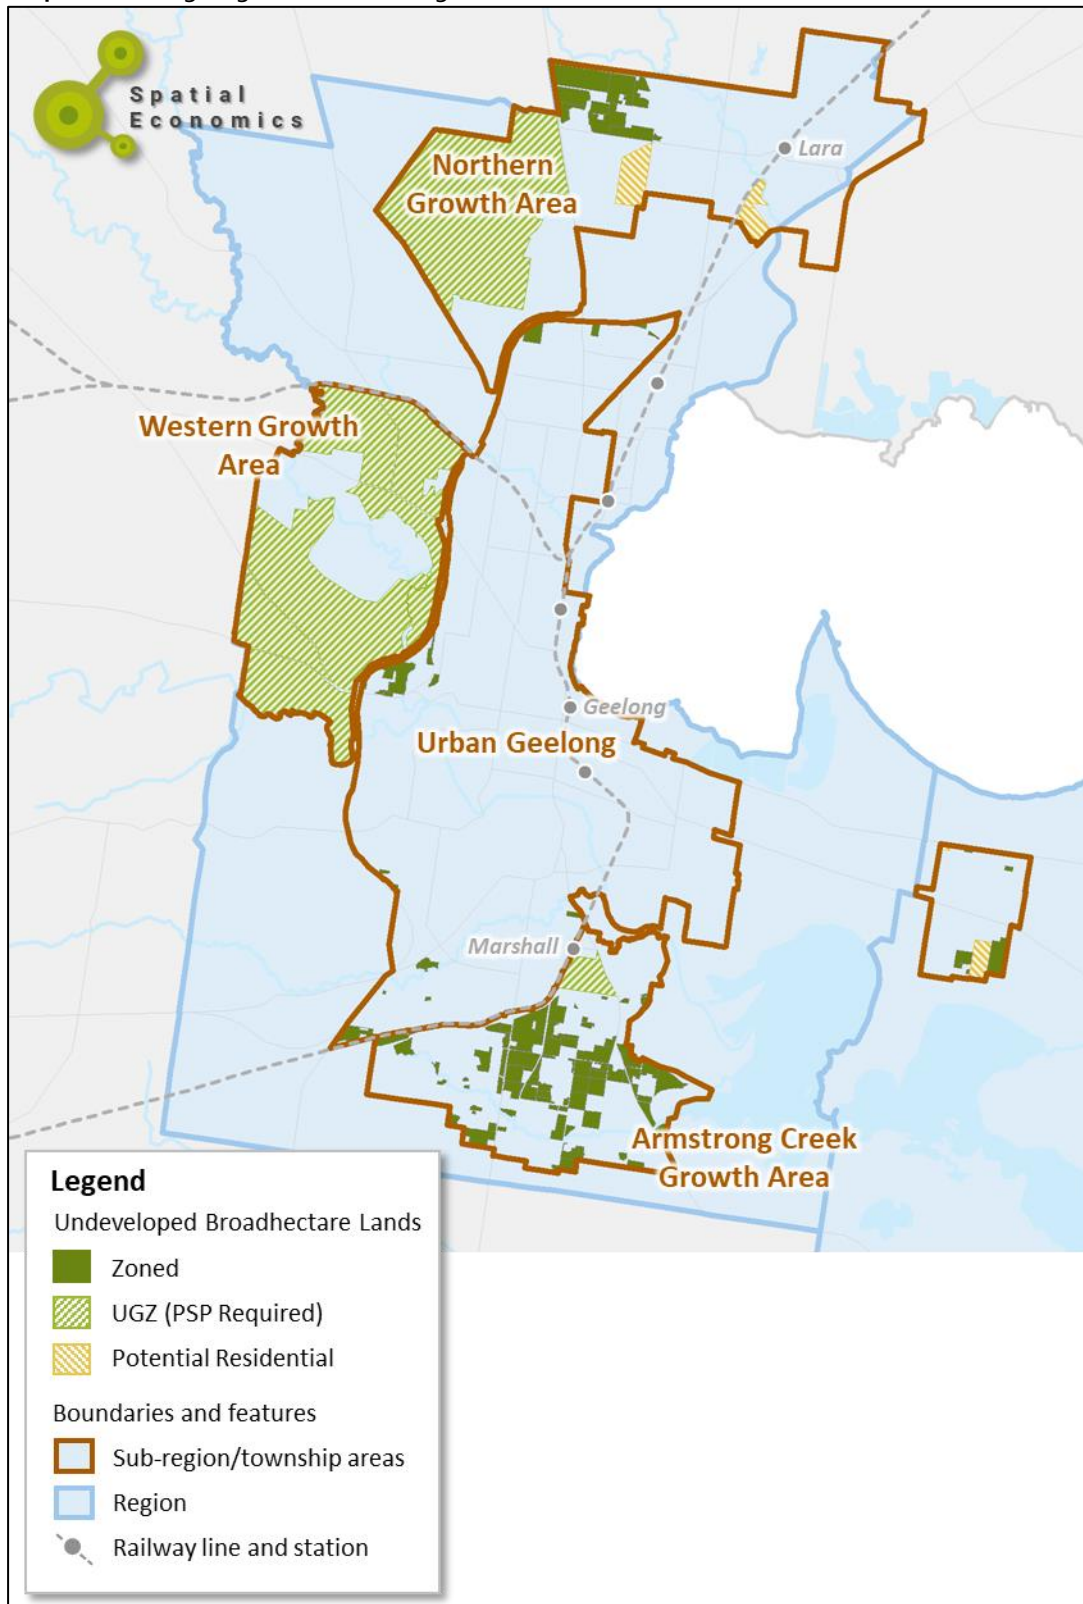 Spatial
Economics
Northern
Growth Area
Lara
Western Growth
Area
Geelong
Urban Geelong
Marshall
Armstrong Creek
Growth Area
Legend
Undeveloped Broadhectare Lands
Zoned
UGZ (PSP Required)
Potential Residential
Boundaries and features
Sub-region/township areas
Region
Railway line and station